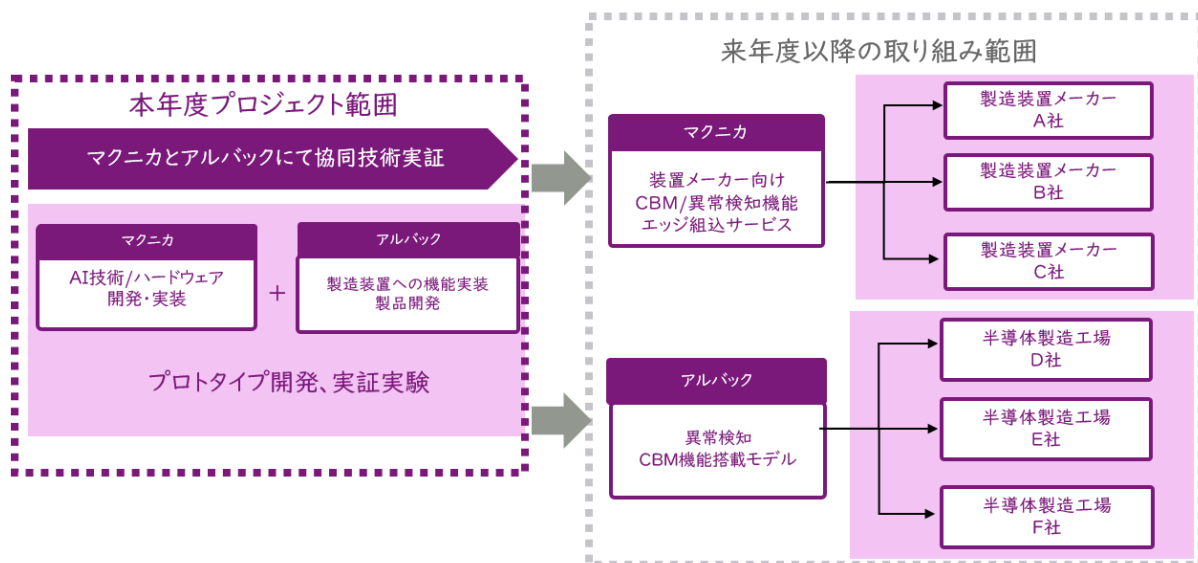 本年度プロジェクト範囲
マクニカとアルバックにて協同技術実証
マクニカ
AI技術/ハードウェア
開発・実装
+
アルバック
製造装置への機能実装
製品開発
プロトタイプ開発、実証実験
来年度以降の取り組み範囲
マクニカ
装置メーカー向け
CBM/異常検知機能
エッジ組込サービス
製造装置メーカー
A社
製造装置メーカー
B社
製造装置メーカー
C社
アルバック
異常検知
CBM機能搭載モデル
半導体製造工場
D社
半導体製造工場
E社
半導体製造工場
F社